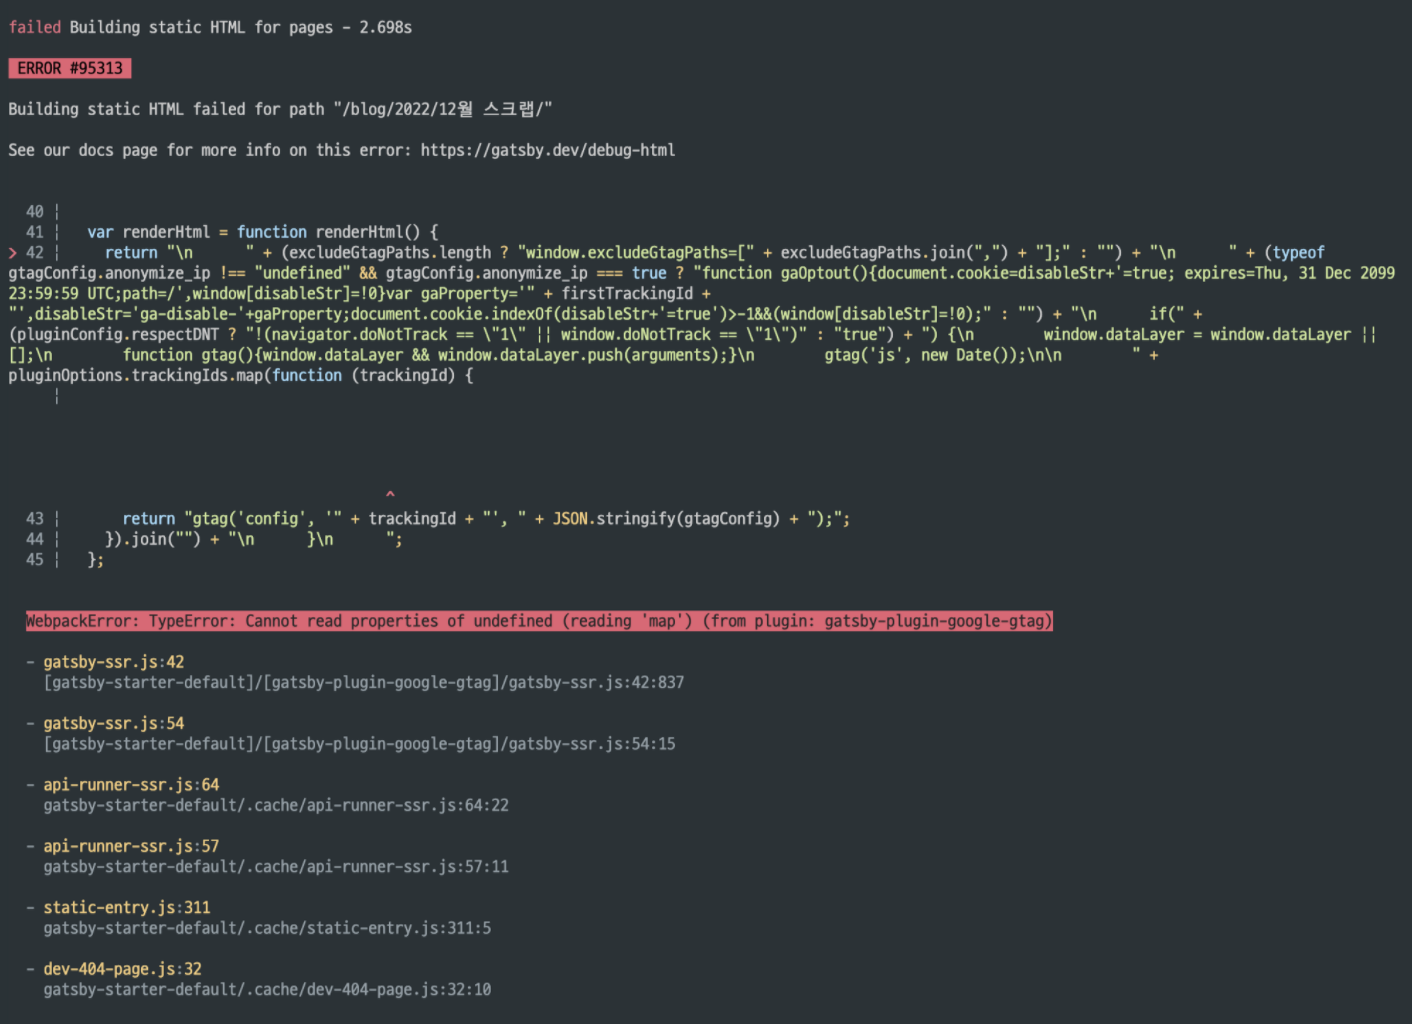 failed Building static HTML for pages - 2.698s
ERROR #95313
Building static HTML failed for path "/blog/2022/12월 스크랩/"
See our docs page for more info on this error: https://gatsby.dev/debug-html
40 ¦
41 ¦   var renderHtml = function renderHtml() {
> 42 ¦     return "\n      " + (excludeGtagPaths.length ? "window.excludeGtagPaths=[" + excludeGtagPaths.join(",") + "];" : "") + "\n      " + (typeof
gtagConfig.anonymize_ip !== "undefined" && gtagConfig.anonymize_ip === true ? "function gaOptout(){document.cookie=disableStr+'=true; expires=Thu, 31 Dec 2099
23:59:59 UTC;path=/',window[disableStr]=!0}var gaProperty='" + firstTrackingId +
"',disableStr='ga-disable-'+gaProperty;document.cookie.indexOf(disableStr+'=true')>-1&&(window[disableStr]=!0);" : "") + "\n      if(" +
(pluginConfig.respectDNT ? "!(navigator.doNotTrack == \"1\" || window.doNotTrack == \"1\")" : "true") + ") {\n        window.dataLayer = window.dataLayer ||
[];\n        function gtag(){window.dataLayer && window.dataLayer.push(arguments);}\n        gtag('js', new Date());\n\n        " +
pluginOptions.trackingIds.map(function (trackingId) {
¦
^
43 ¦       return "gtag('config', '" + trackingId + "', " + JSON.stringify(gtagConfig) + ");";
44 ¦     }).join("") + "\n      }\n      ";
45 ¦   };
WebpackError: TypeError: Cannot read properties of undefined (reading 'map') (from plugin: gatsby-plugin-google-gtag)
- gatsby-ssr.js:42
[gatsby-starter-default]/[gatsby-plugin-google-gtag]/gatsby-ssr.js:42:837
- gatsby-ssr.js:54
[gatsby-starter-default]/[gatsby-plugin-google-gtag]/gatsby-ssr.js:54:15
- api-runner-ssr.js:64
gatsby-starter-default/.cache/api-runner-ssr.js:64:22
- api-runner-ssr.js:57
gatsby-starter-default/.cache/api-runner-ssr.js:57:11
- static-entry.js:311
gatsby-starter-default/.cache/static-entry.js:311:5
- dev-404-page.js:32
gatsby-starter-default/.cache/dev-404-page.js:32:10